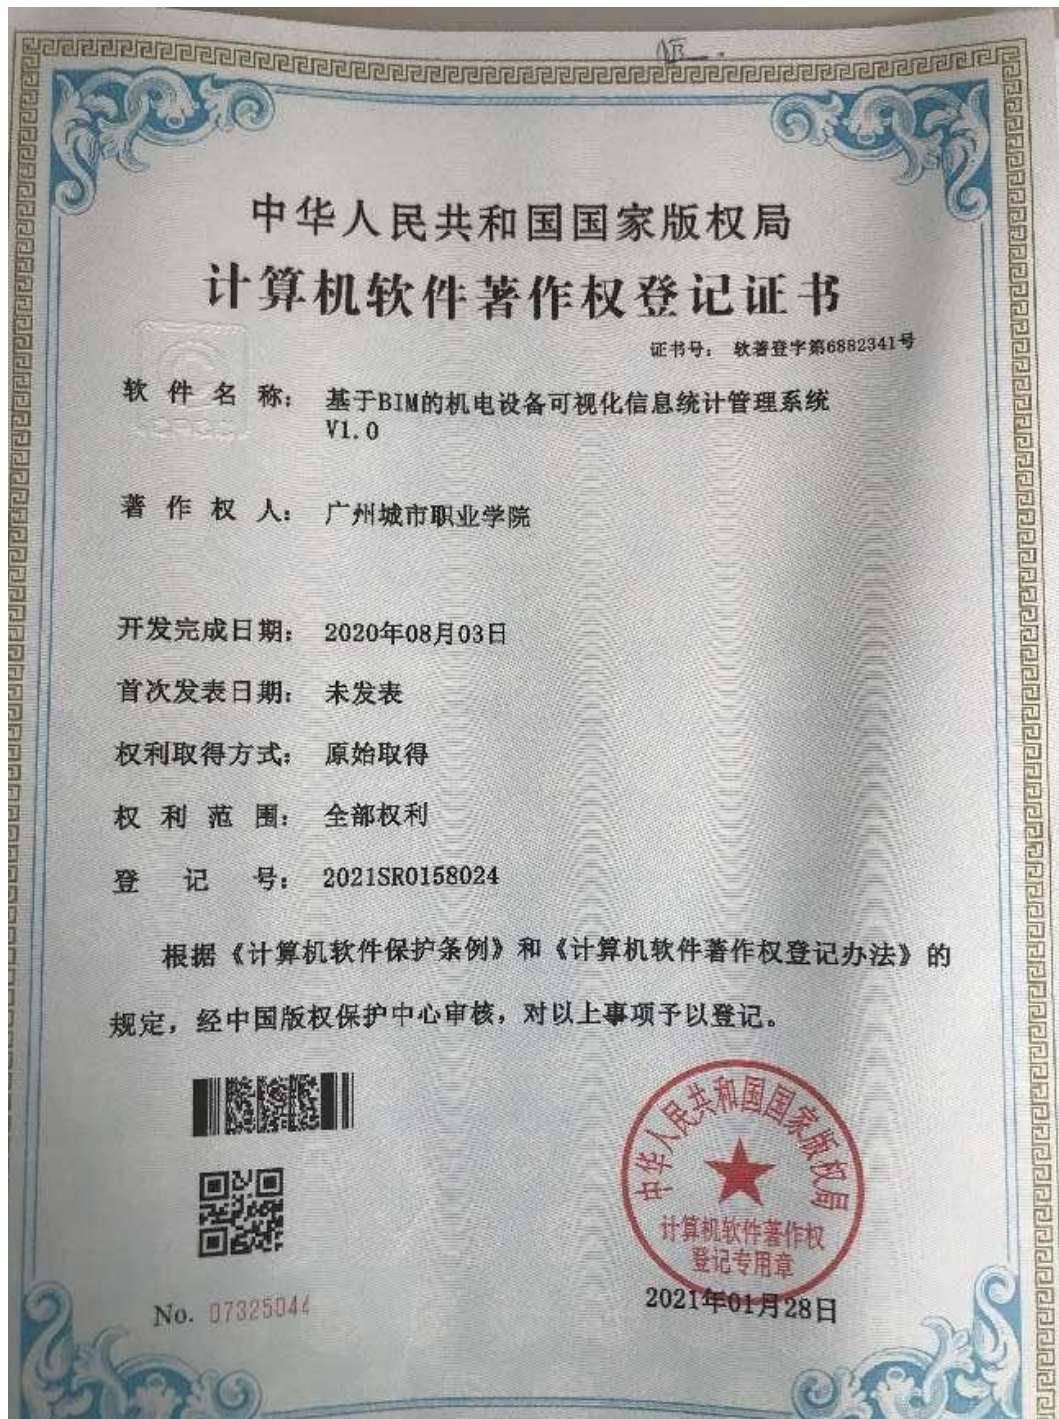 中华人民共和国国家版权局
计算机软件著作权登记证书
证书号： 软著登字第6882341号
软件名称： 基于BIM的机电设备可视化信息统计管理系统
V1.0
著作权人： 广州城市职业学院
开发完成日期： 2020年08月03日
首次发表日期： 未发表
权利取得方式： 原始取得
权利范围： 全部权利
登记号： 2021SR0158024
根据《计算机软件保护条例》和《计算机软件著作权登记办法》的
规定，经中国版权保护中心审核，对以上事项予以登记。
中华人民共和国国家版权局
计算机软件著作权
登记专用章
No. 07325044
2021年01月28日